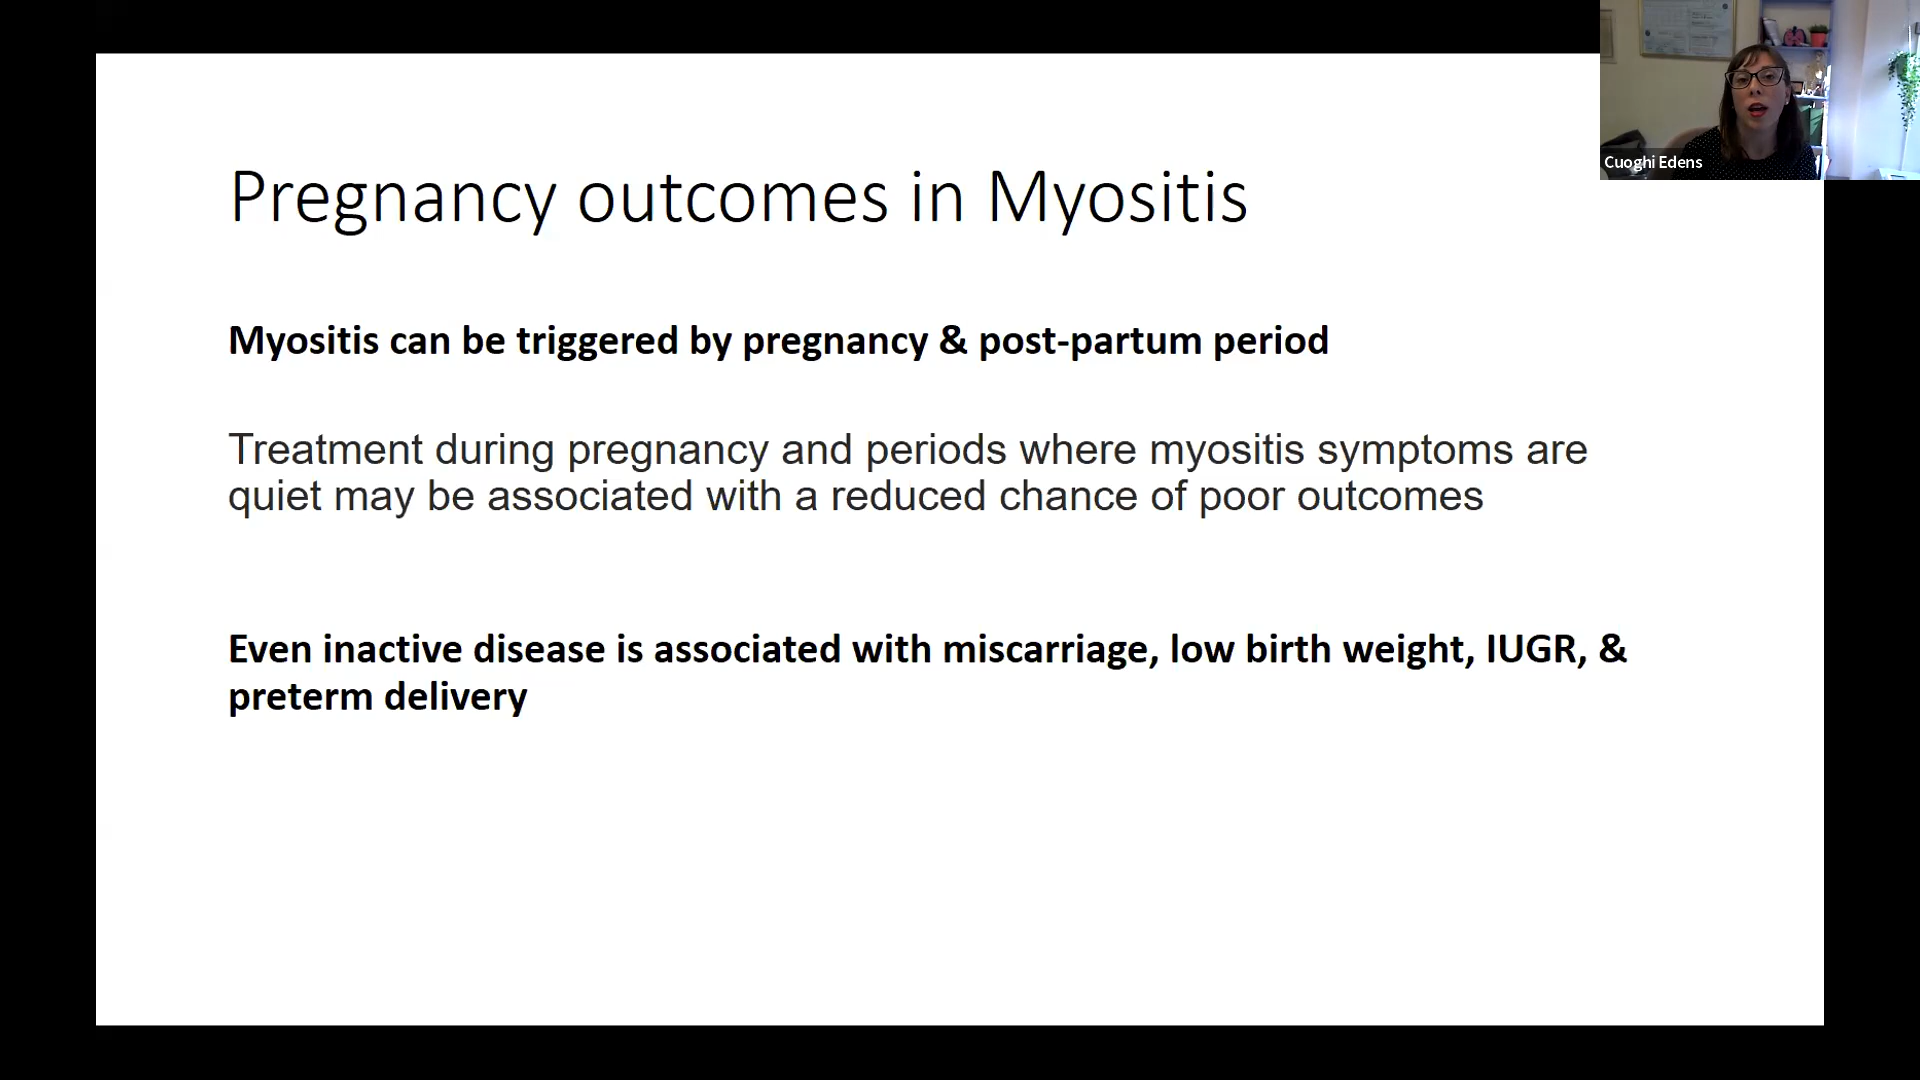 Cuoghi Edens
Pregnancy outcomes in Myositis
Myositis can be triggered by pregnancy & post-partum period
Treatment during pregnancy and periods where myositis symptoms are
quiet may be associated with a reduced chance of poor outcomes
Even inactive disease is associated with miscarriage, low birth weight, IUGR, &
preterm delivery